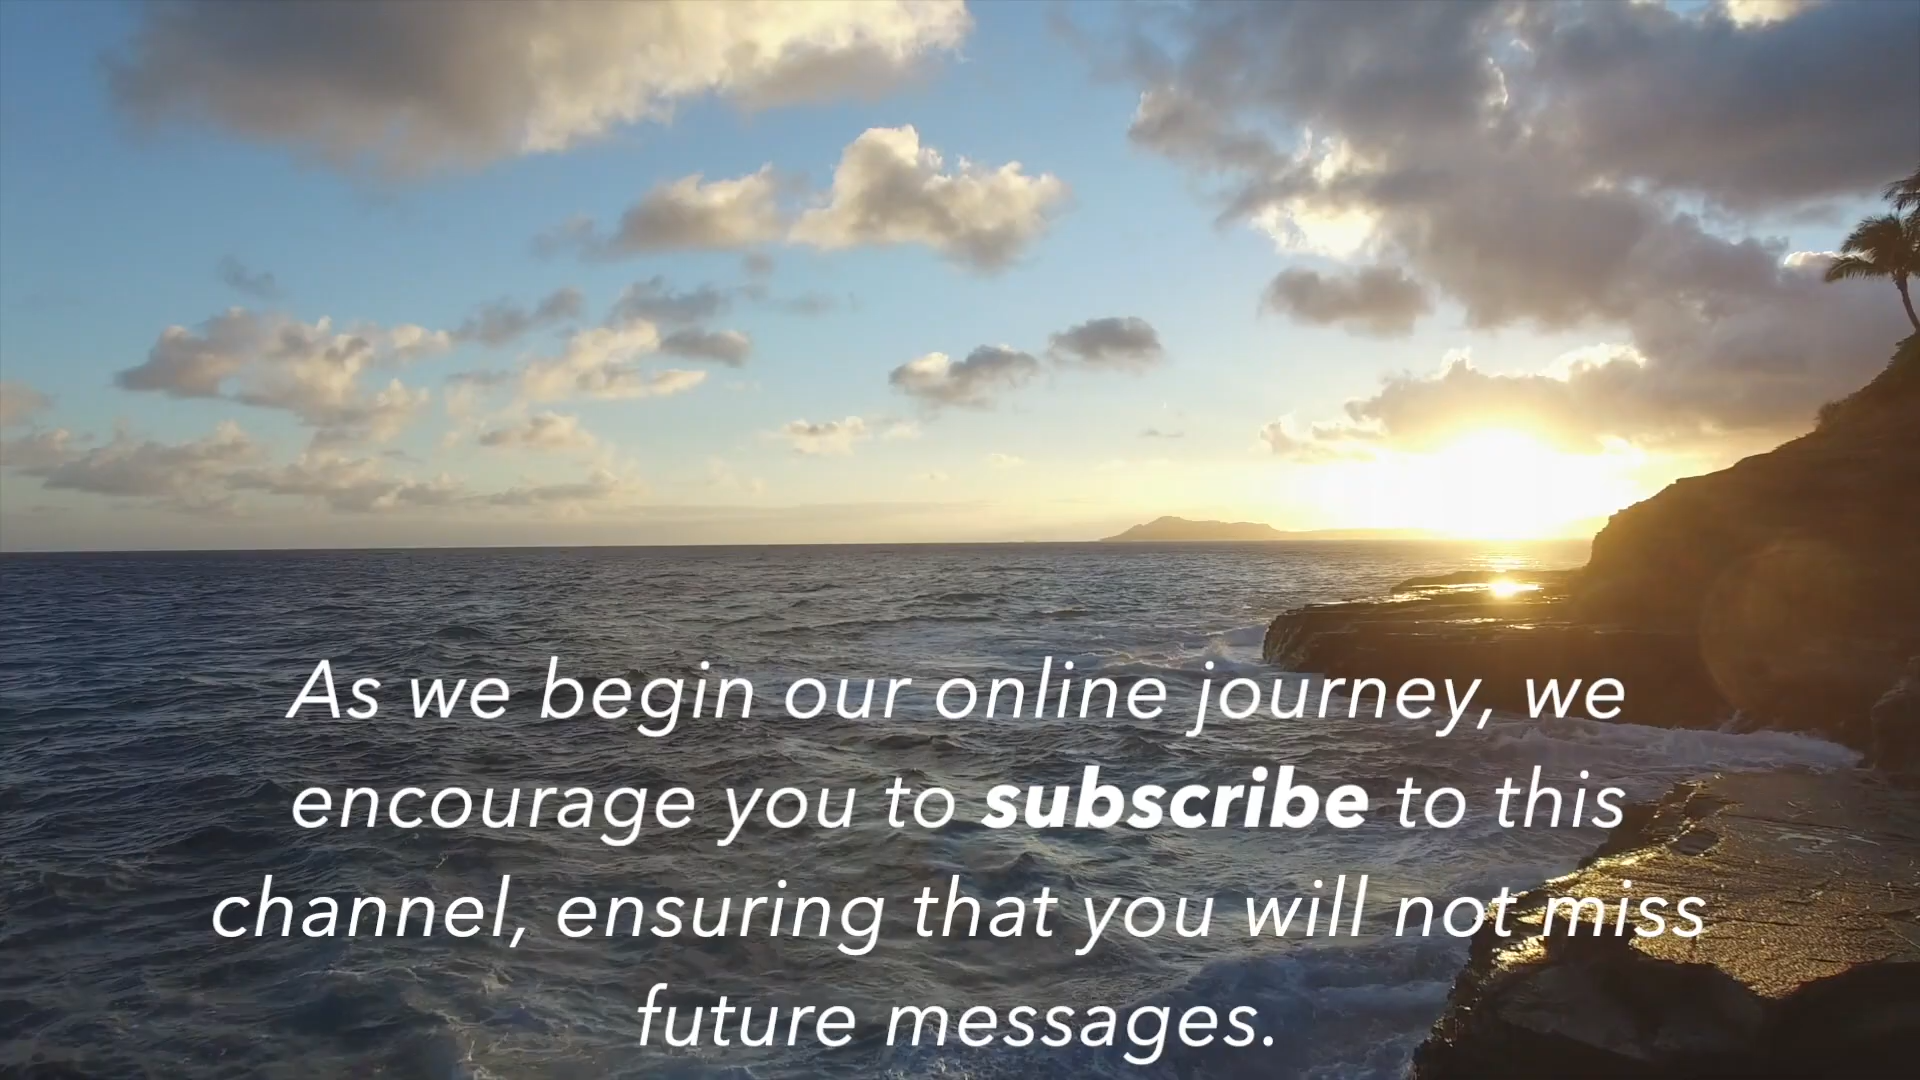 As we begin our online journey, we
encourage you to subscribe to this
channel, ensuring that you will not miss
future messages.